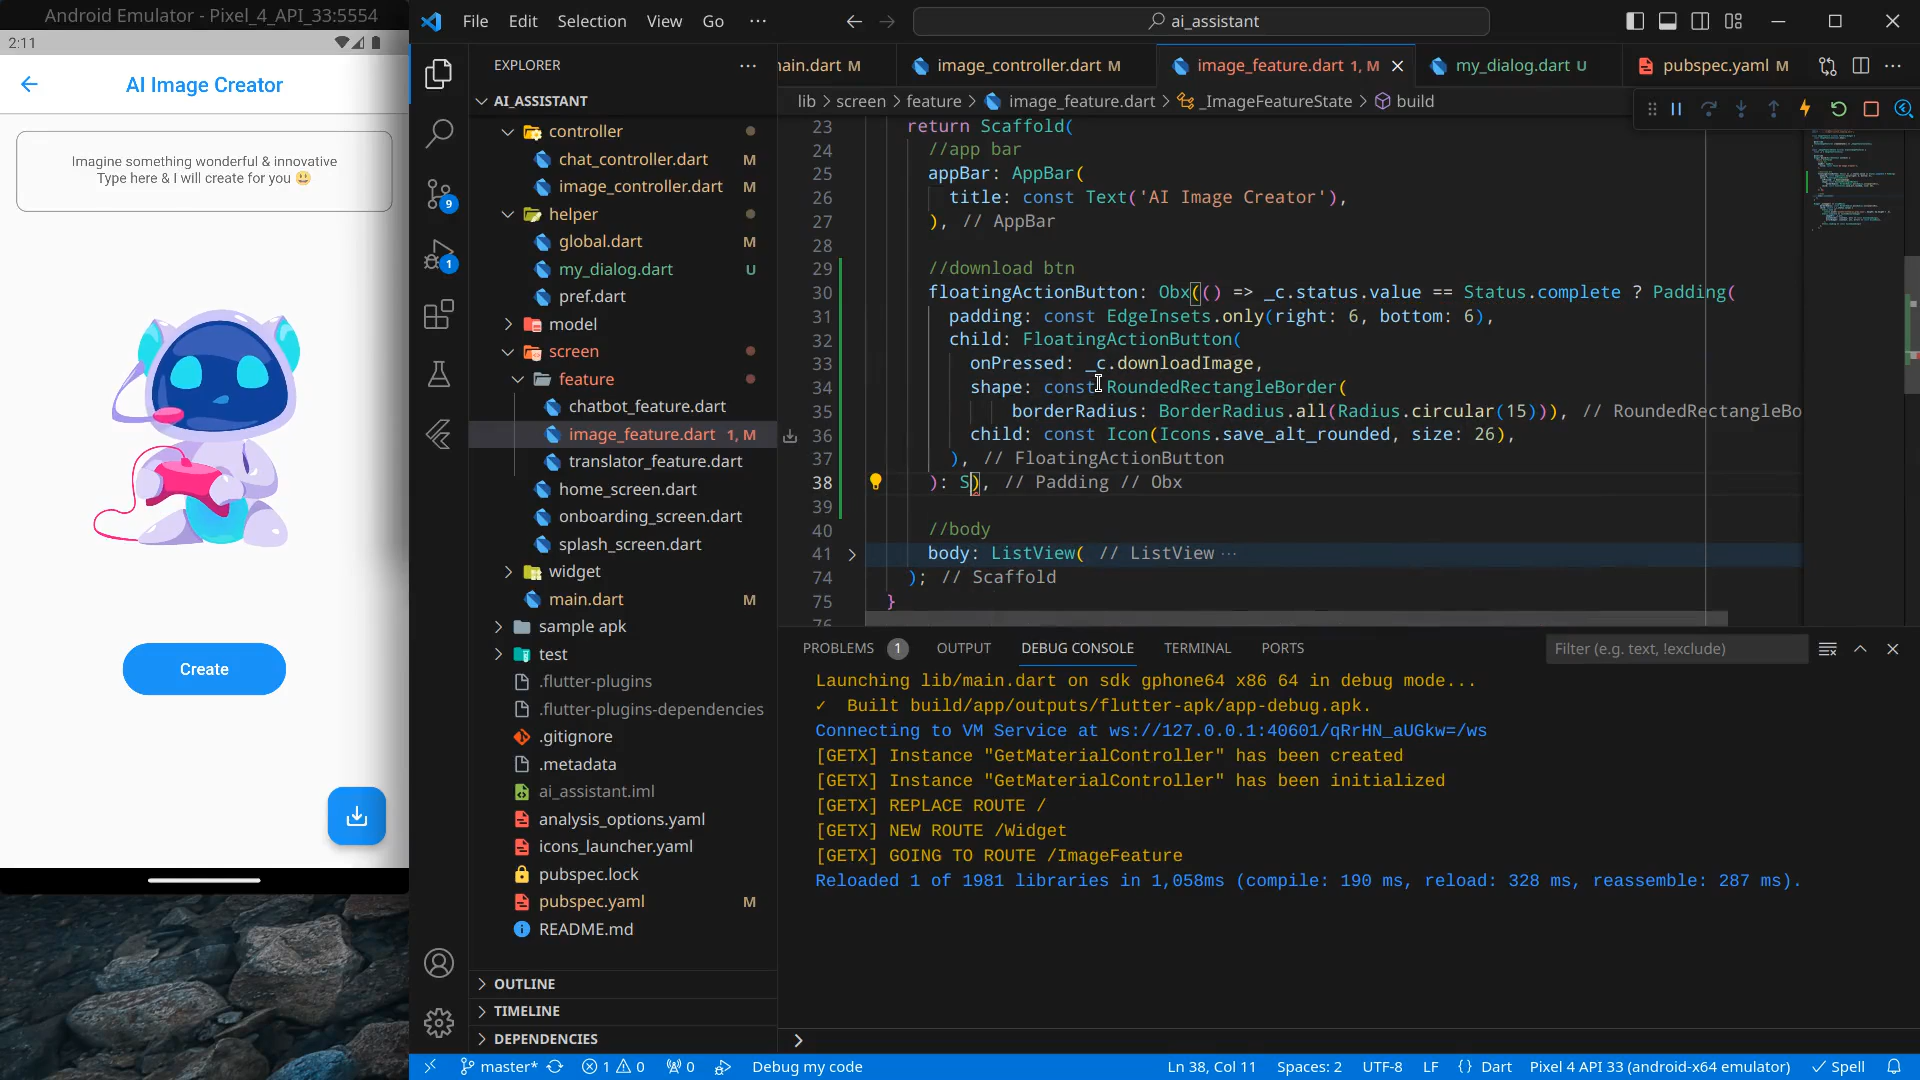 Android Emulator - Pixel_4_API_33:5554
2:11
AI Image Creator
Imagine something wonderful & innovative
Type here & I will create for you 😃
Create
File Edit Selection View Go ···
ai_assistant
EXPLORER ···
AI_ASSISTANT
controller
chat_controller.dart M
image_controller.dart M
helper
global.dart M
my_dialog.dart U
pref.dart
model
screen
feature
chatbot_feature.dart
image_feature.dart 1, M
translator_feature.dart
home_screen.dart
onboarding_screen.dart
splash_screen.dart
widget
main.dart M
sample apk
test
.flutter-plugins
.flutter-plugins-dependencies
.gitignore
.metadata
ai_assistant.iml
analysis_options.yaml
icons_launcher.yaml
pubspec.lock
pubspec.yaml M
README.md
OUTLINE
TIMELINE
DEPENDENCIES
9
1
nain.dart M image_controller.dart M image_feature.dart 1, M my_dialog.dart U pubspec.yaml M
lib > screen > feature > image_feature.dart > _ImageFeatureState > build
23 return Scaffold(
24 //app bar
25 appBar: AppBar(
26 title: const Text('AI Image Creator'),
27 ), // AppBar
28
29 //download btn
30 floatingActionButton: Obx(() => _c.status.value == Status.complete ? Padding(
31 padding: const EdgeInsets.only(right: 6, bottom: 6),
32 child: FloatingActionButton(
33 onPressed: _c.downloadImage,
34 shape: const RoundedRectangleBorder(
35 borderRadius: BorderRadius.all(Radius.circular(15))), // RoundedRectangleBo
36 child: const Icon(Icons.save_alt_rounded, size: 26),
37 ), // FloatingActionButton
38 ): S), // Padding // Obx
39
40 //body
41 body: ListView( // ListView ···
74 ); // Scaffold
75 }
76
PROBLEMS 1 OUTPUT DEBUG CONSOLE TERMINAL PORTS Filter (e.g. text, !exclude)
Launching lib/main.dart on sdk gphone64 x86 64 in debug mode...
✓ Built build/app/outputs/flutter-apk/app-debug.apk.
Connecting to VM Service at ws://127.0.0.1:40601/qRrHN_aUGkw=/ws
[GETX] Instance "GetMaterialController" has been created
[GETX] Instance "GetMaterialController" has been initialized
[GETX] REPLACE ROUTE /
[GETX] NEW ROUTE /Widget
[GETX] GOING TO ROUTE /ImageFeature
Reloaded 1 of 1981 libraries in 1,058ms (compile: 190 ms, reload: 328 ms, reassemble: 287 ms).
master* 1 0 0 Debug my code Ln 38, Col 11 Spaces: 2 UTF-8 LF { } Dart Pixel 4 API 33 (android-x64 emulator) ✓ Spell